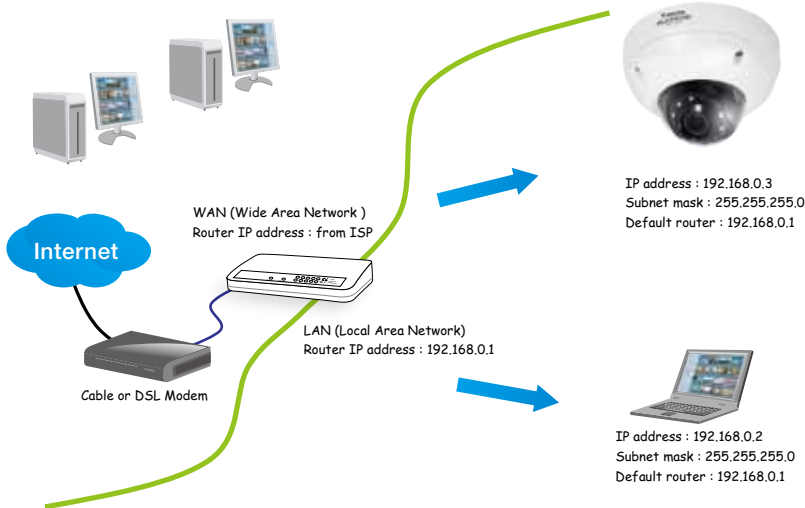 IP address : 192.168.0.3
Subnet mask : 255.255.255.0
Default router : 192.168.0.1
WAN (Wide Area Network )
Router IP address : from ISP
Internet
LAN (Local Area Network)
Router IP address : 192.168.0.1
Cable or DSL Modem
IP address : 192.168.0.2
Subnet mask : 255.255.255.0
Default router : 192.168.0.1